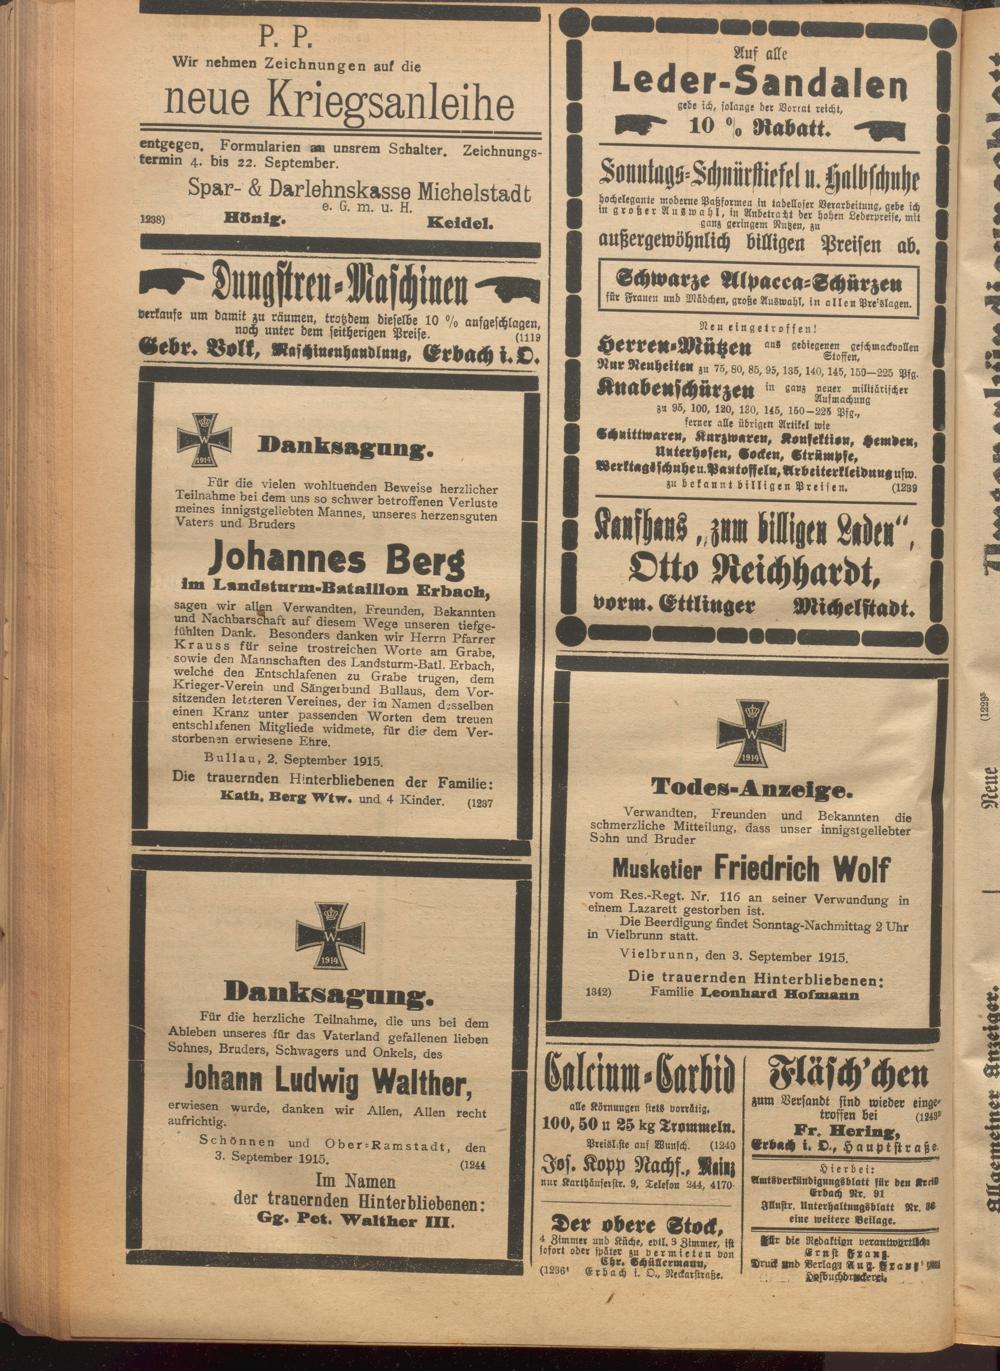 P. P.
Wir nehmen Zeichnungen auf die
neue Kriegsanleihe
entgegen. Formularien an unsrem Schalter. Zeichnungs-
termin 4. bis 22. September.
Spar- & Darlehnskasse Michelstadt
e. G. m. u. H.
1238) Hönig. Keidel.
Dungstreu-Maschinen
verkaufe um damit zu räumen, trotzdem dieselbe 10 % aufgeschlagen,
noch unter dem seitherigen Preise. (1119
Gebr. Volk, Maschinenhandlung, Erbach i. O.
W
1914
Danksagung.
Für die vielen wohltuenden Beweise herzlicher
Teilnahme bei dem uns so schwer betroffenen Verluste
meines innigstgeliebten Mannes, unseres herzensguten
Vaters und Bruders
Johannes Berg
im Landsturm-Bataillon Erbach,
sagen wir allen Verwandten, Freunden, Bekannten
und Nachbarschaft auf diesem Wege unseren tiefge-
fühlten Dank. Besonders danken wir Herrn Pfarrer
Krauss für seine trostreichen Worte am Grabe,
sowie den Mannschaften des Landsturm-Batl. Erbach,
welche den Entschlafenen zu Grabe trugen, dem
Krieger-Verein und Sängerbund Bullaus, dem Vor-
sitzenden letzteren Vereines, der im Namen desselben
einen Kranz unter passenden Worten dem treuen
entschlafenen Mitgliede widmete, für die dem Ver-
storbenen erwiesene Ehre.
Bullau, 2. September 1915.
Die trauernden Hinterbliebenen der Familie:
Kath. Berg Wtw. und 4 Kinder. (1237
W
1914
Danksagung.
Für die herzliche Teilnahme, die uns bei dem
Ableben unseres für das Vaterland gefallenen lieben
Sohnes, Bruders, Schwagers und Onkels, des
Johann Ludwig Walther,
erwiesen wurde, danken wir Allen, Allen recht
aufrichtig.
Schönnen und Ober-Ramstadt, den
3. September 1915. (1244
Im Namen
der trauernden Hinterbliebenen:
Gg. Pet. Walther III.
Auf alle
Leder-Sandalen
gebe ich, solange der Vorrat reicht,
10 % Rabatt.
Sonntags-Schnürstiefel u. Halbschuhe
hochelegante moderne Paßformen in tadelloser Verarbeitung, gebe ich
in großer Auswahl, in Anbetracht der hohen Lederpreise, mit
ganz geringem Nutzen, zu
außergewöhnlich billigen Preisen ab.
Schwarze Alpacca-Schürzen
für Frauen und Mädchen, große Auswahl, in allen Preislagen.
Neu eingetroffen!
Herren-Mützen aus gediegenen geschmackvollen
Stoffen,
Nur Neuheiten zu 75, 80, 85, 95, 135, 140, 145, 150—225 Pfg.
Knabenschürzen in ganz neuer militärischer
Aufmachung
zu 95, 100, 120, 130, 145, 150—225 Pfg.,
ferner alle übrigen Artikel wie
Schnittwaren, Kurzwaren, Konfektion, Hemden,
Unterhosen, Socken, Strümpfe,
Werktagsschuhe u. Pantoffeln, Arbeiterkleidung usw.
zu bekannt billigen Preisen. (1239
Kaufhaus „zum billigen Laden“,
Otto Reichhardt,
vorm. Ettlinger Michelstadt.
W
1914
Todes-Anzeige.
Verwandten, Freunden und Bekannten die
schmerzliche Mitteilung, dass unser innigstgeliebter
Sohn und Bruder
Musketier Friedrich Wolf
vom Res.-Regt. Nr. 116 an seiner Verwundung in
einem Lazarett gestorben ist.
Die Beerdigung findet Sonntag-Nachmittag 2 Uhr
in Vielbrunn statt.
Vielbrunn, den 3. September 1915.
Die trauernden Hinterbliebenen:
1342) Familie Leonhard Hofmann
Calcium-Carbid
alle Körnungen stets vorrätig.
100, 50 u 25 kg Trommeln.
Preisliste auf Wunsch. (1240
Jos. Kopp Nachf., Mainz
nur Karthäuserstr. 9, Telefon 244, 4170.
Der obere Stock,
4 Zimmer und Küche, evtl. 3 Zimmer, ist
sofort oder später zu vermieten von
Chr. Schüllermann,
(1236 Erbach i. O., Neckarstraße.
Fläsch'chen
zum Versandt sind wieder einge-
troffen bei (1249
Fr. Hering,
Erbach i. O., Hauptstraße
Hierbei:
Amtsverkündigungsblatt für den Kreis
Erbach Nr. 91
Illustr. Unterhaltungsblatt Nr. 36
eine weitere Beilage.
Für die Redaktion verantwortlich
Ernst Franz.
Druck und Verlag: Aug. Franz'sche
Hofbuchdruckerei.
(1229
Neue
Allgemeiner Anzeiger.